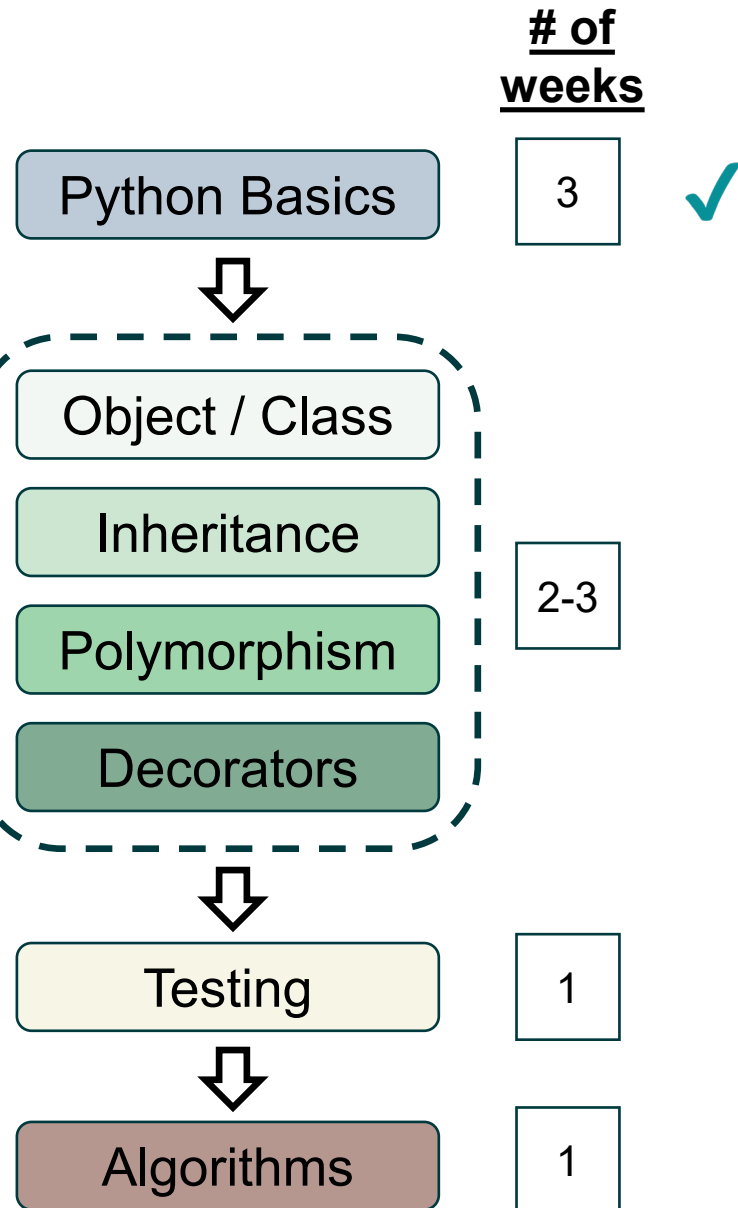 # of
weeks
Python Basics
3
Object / Class
Inheritance
2-3
Polymorphism
Decorators
Testing
1
Algorithms
1